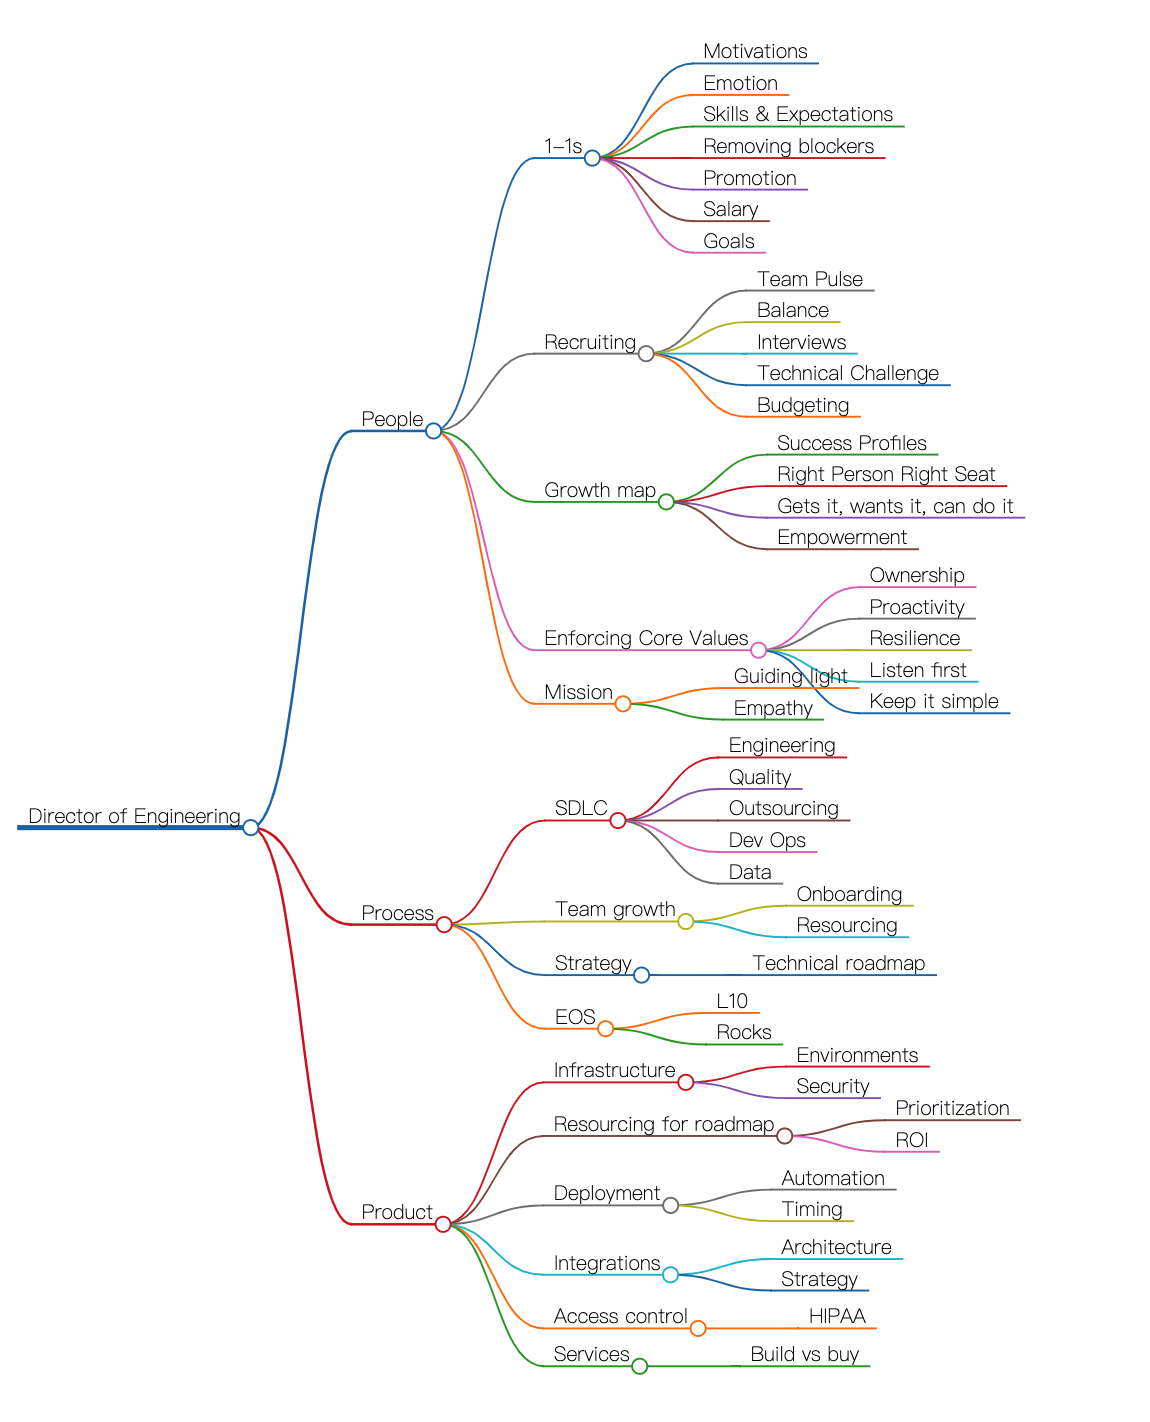 Motivations
Emotion
Skills & Expectations
1-1s
Removing blockers
Promotion
Salary
Goals
Team Pulse
Balance
Recruiting
Interviews
Technical Challenge
Budgeting
People
Success Profiles
Right Person Right Seat
Growth map
Gets it, wants it, can do it
Empowerment
Ownership
Proactivity
Enforcing Core Values
Resilience
Listen first
Guiding light
Mission
Keep it simple
Empathy
Engineering
Quality
SDLC
Outsourcing
Director of Engineering
Dev Ops
Data
Onboarding
Team growth
Process
Resourcing
Strategy
Technical roadmap
L10
EOS
Rocks
Environments
Infrastructure
Security
Prioritization
Resourcing for roadmap
ROI
Automation
Deployment
Timing
Product
Architecture
Integrations
Strategy
Access control
HIPAA
Services
Build vs buy